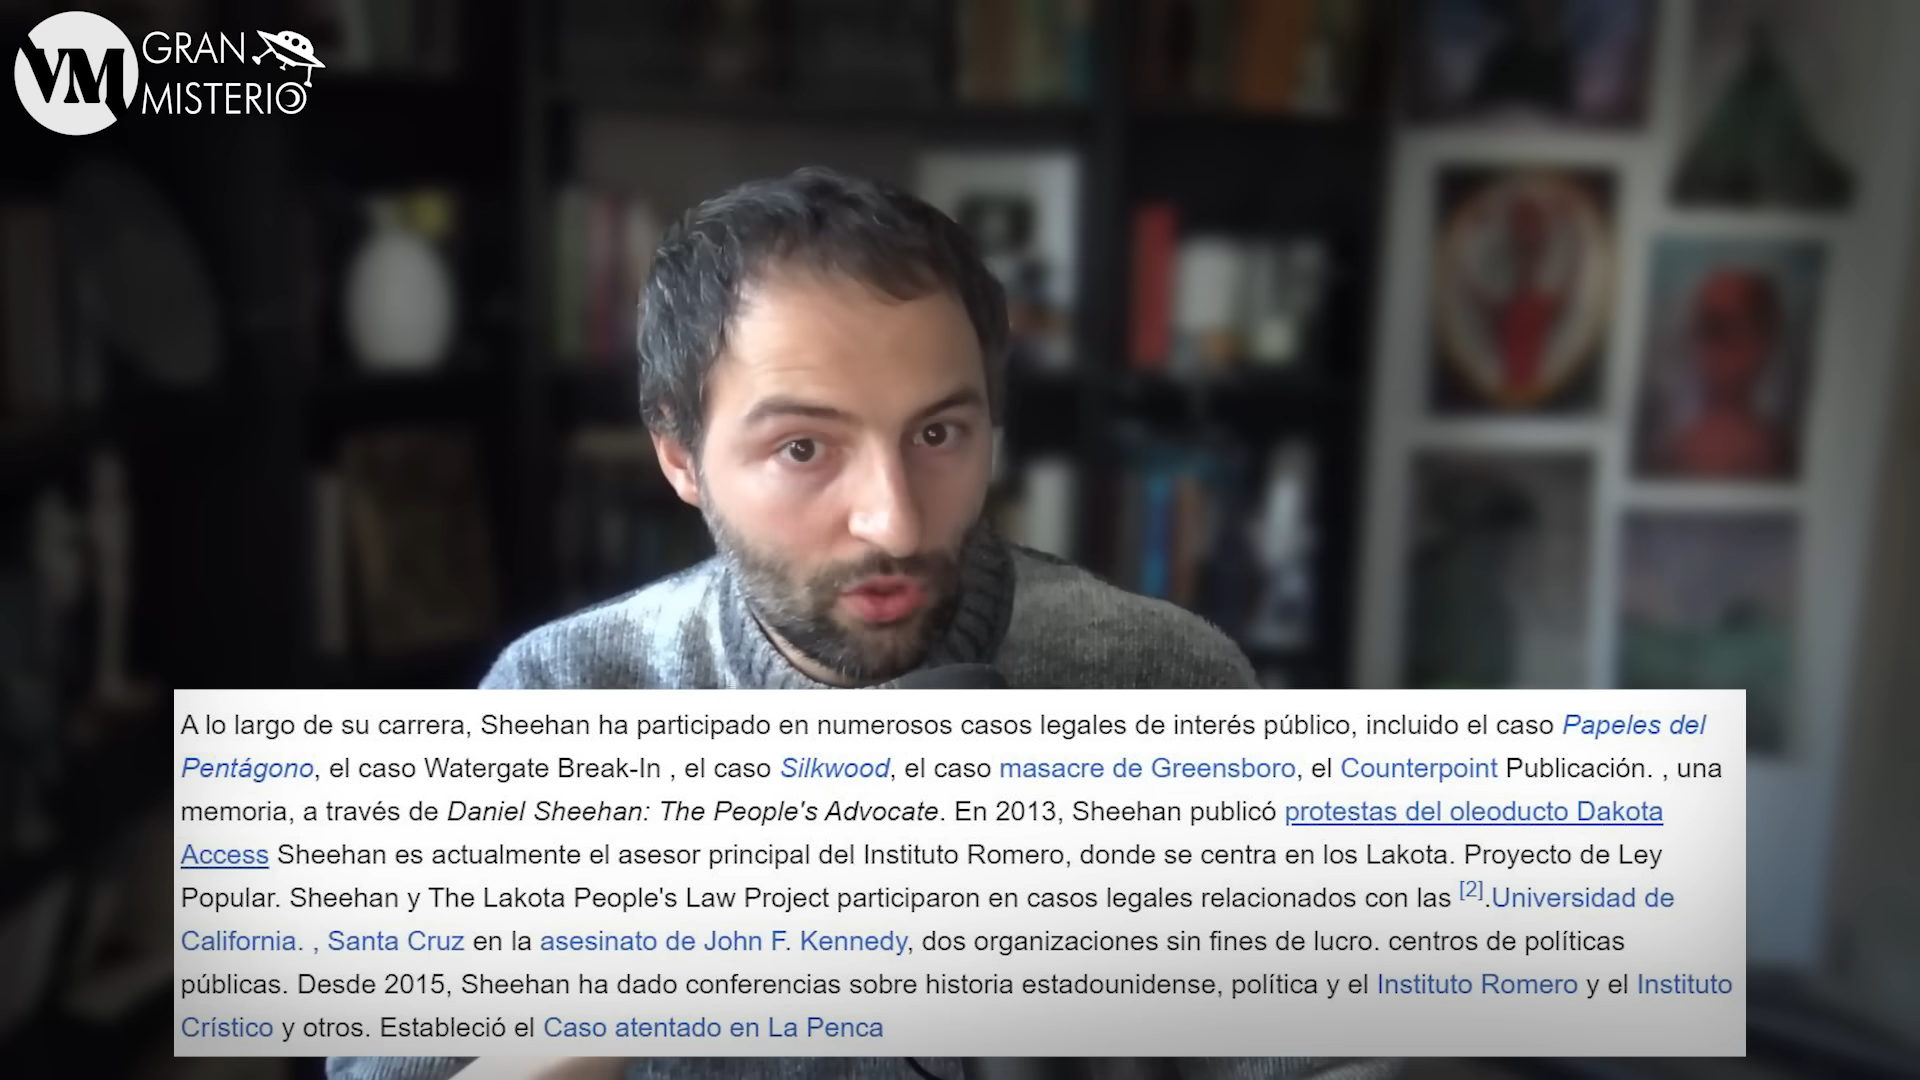 VM
GRAN
MISTERIO
A lo largo de su carrera, Sheehan ha participado en numerosos casos legales de interés público, incluido el caso Papeles del
Pentágono, el caso Watergate Break-In , el caso Silkwood, el caso masacre de Greensboro, el Counterpoint Publicación. , una
memoria, a través de Daniel Sheehan: The People's Advocate. En 2013, Sheehan publicó protestas del oleoducto Dakota
Access Sheehan es actualmente el asesor principal del Instituto Romero, donde se centra en los Lakota. Proyecto de Ley
Popular. Sheehan y The Lakota People's Law Project participaron en casos legales relacionados con las [2].Universidad de
California. , Santa Cruz en la asesinato de John F. Kennedy, dos organizaciones sin fines de lucro. centros de políticas
públicas. Desde 2015, Sheehan ha dado conferencias sobre historia estadounidense, política y el Instituto Romero y el Instituto
Crístico y otros. Estableció el Caso atentado en La Penca